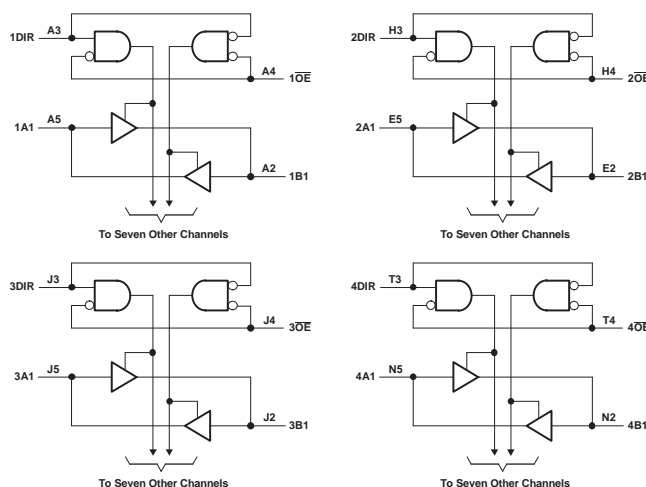 1DIR A3
A4 1OE
1A1 A5
A2 1B1
To Seven Other Channels
2DIR H3
H4 2OE
2A1 E5
E2 2B1
To Seven Other Channels
3DIR J3
J4 3OE
3A1 J5
J2 3B1
To Seven Other Channels
4DIR T3
T4 4OE
4A1 N5
N2 4B1
To Seven Other Channels